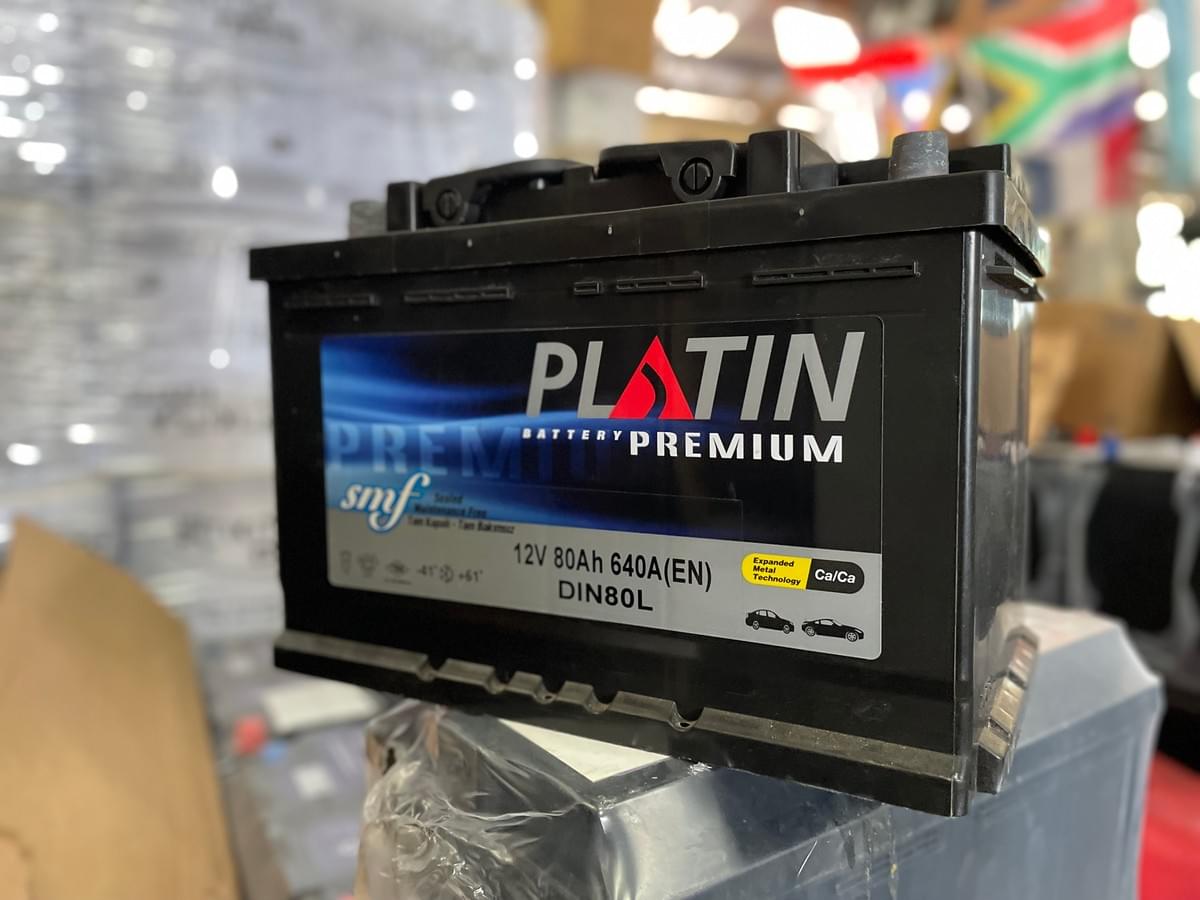 PLATIN
BATTERY PREMIUM
PREMIUM
smf
Sealed
Maintenance Free
Tam Kapalı - Tam Bakımsız
-41° +61°
12V 80Ah 640A(EN)
DIN80L
Expanded
Metal
Technology
Ca/Ca